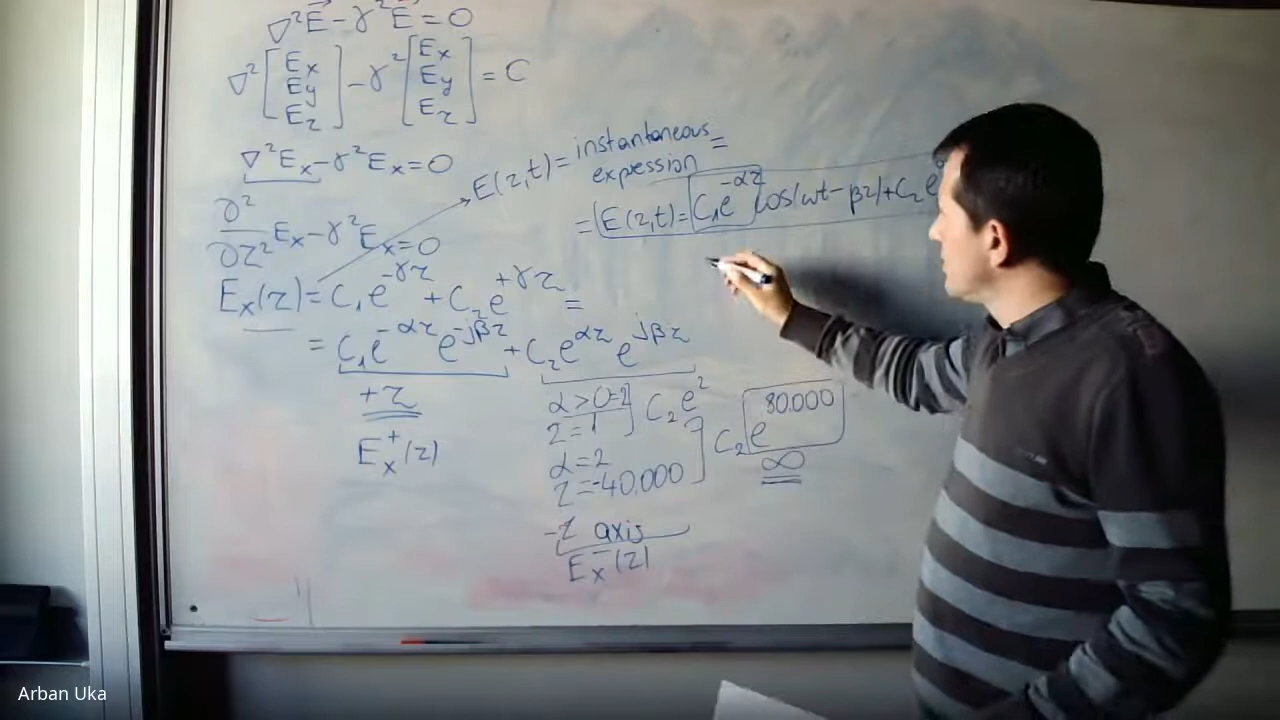 ∇²E⃗ - γ²E⃗ = 0
∇² [Ex Ey Ez] - γ² [Ex Ey Ez] = C
∇²Ex - γ²Ex = 0
E(z,t) = instantaneous expression =
= E(z,t) = C₁e^-αz cos(ωt - βz) + C₂e
∂²/∂z² Ex - γ²Ex = 0
Ex(z) = C₁e^-γz + C₂e^+γz =
= C₁e^-αz e^-jβz + C₂e^αz e^jβz
+z
Ex⁺(z)
α > 0 = 2
z = 1
C₂e²
α = 2
z = -40.000
C₂e^80.000
∞
-z axis
Ex⁻(z)
Arban Uka